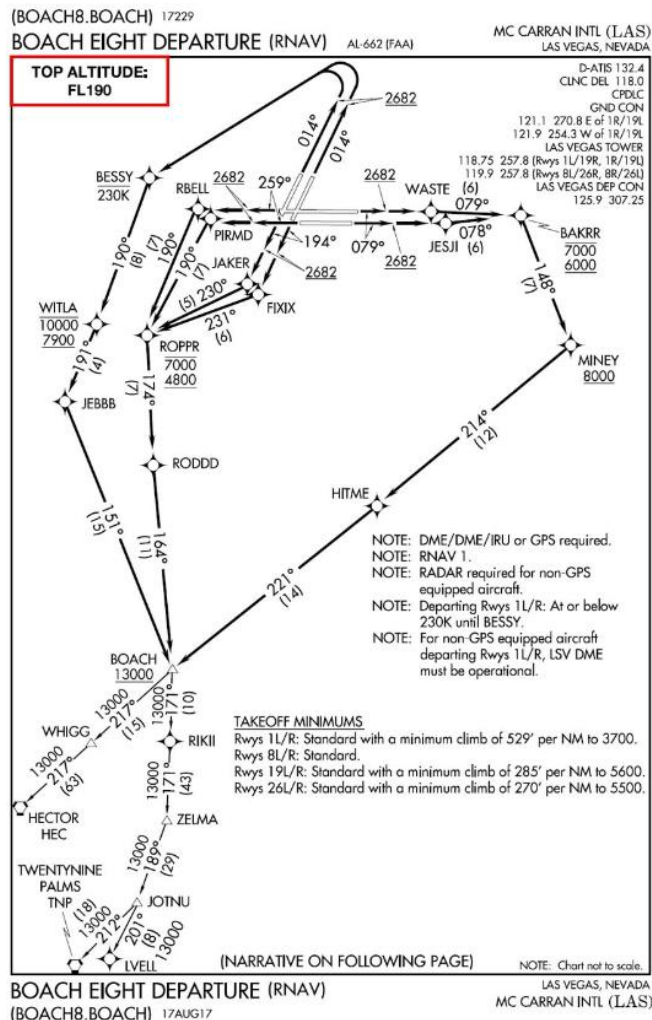 (BOACH8.BOACH) 17229
BOACH EIGHT DEPARTURE (RNAV)
AL-662 (FAA)
MC CARRAN INTL (LAS)
LAS VEGAS, NEVADA
TOP ALTITUDE:
FL190
D-ATIS 132.4
CLNC DEL 118.0
CPDLC
GND CON
121.1 270.8 E of 1R/19L
121.9 254.3 W of 1R/19L
LAS VEGAS TOWER
118.75 257.8 (Rwys 1L/19R, 1R/19L)
119.9 257.8 (Rwys 8L/26R, 8R/26L)
LAS VEGAS DEP CON
125.9 307.25
2682
014°
014°
BESSY
230K
RBELL
2682
259°
2682
WASTE
(6)
079°
BAKRR
7000
6000
PIRMD
194°
079°
2682
JESJI
078°
(6)
190°
(8)
190°
(7)
190°
(7)
JAKER
2682
148°
(7)
(5) 230°
FIXIX
231°
(6)
WITLA
10000
7900
ROPPR
7000
4800
MINEY
8000
191°
(4)
174°
(7)
JEBBB
214°
(12)
RODDD
HITME
151°
(15)
164°
(11)
221°
(14)
NOTE: DME/DME/IRU or GPS required.
NOTE: RNAV 1.
NOTE: RADAR required for non-GPS
equipped aircraft.
NOTE: Departing Rwys 1L/R: At or below
230K until BESSY.
NOTE: For non-GPS equipped aircraft
departing Rwys 1L/R, LSV DME
must be operational.
BOACH
13000
13000
217°
(15)
13000
171°
(10)
WHIGG
RIKII
13000
217°
(63)
13000
171°
(43)
HECTOR
HEC
ZELMA
TAKEOFF MINIMUMS
Rwys 1L/R: Standard with a minimum climb of 529' per NM to 3700.
Rwys 8L/R: Standard.
Rwys 19L/R: Standard with a minimum climb of 285' per NM to 5600.
Rwys 26L/R: Standard with a minimum climb of 270' per NM to 5500.
13000
189°
(29)
TWENTYNINE
PALMS
TNP
JOTNU
(18)
13000
212°
201°
(8)
13000
LVELL
(NARRATIVE ON FOLLOWING PAGE)
NOTE: Chart not to scale.
BOACH EIGHT DEPARTURE (RNAV)
(BOACH8.BOACH) 17AUG17
LAS VEGAS, NEVADA
MC CARRAN INTL (LAS)